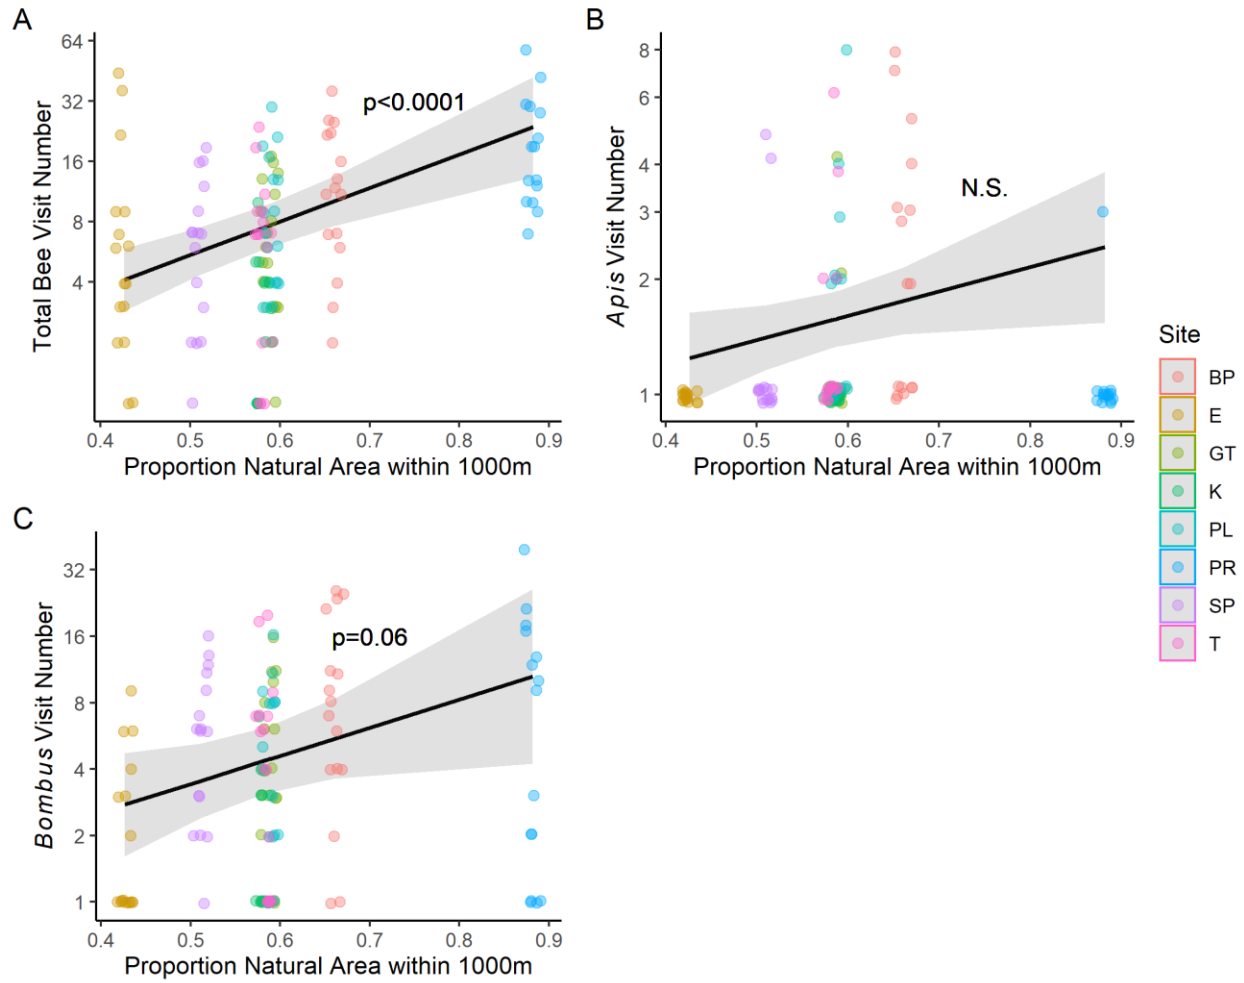 A
64
32
16
8
4
Total Bee Visit Number
p<0.0001
0.4 0.5 0.6 0.7 0.8 0.9
Proportion Natural Area within 1000m
B
8
6
4
3
2
1
Apis Visit Number
N.S.
0.4 0.5 0.6 0.7 0.8 0.9
Proportion Natural Area within 1000m
C
32
16
8
4
2
1
Bombus Visit Number
p=0.06
0.4 0.5 0.6 0.7 0.8 0.9
Proportion Natural Area within 1000m
Site
BP
E
GT
K
PL
PR
SP
T